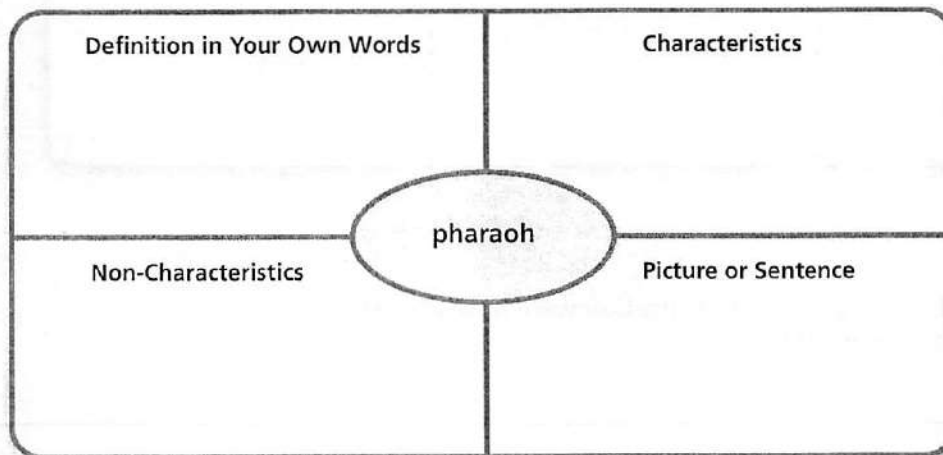 Definition in Your Own Words
Characteristics
pharaoh
Non-Characteristics
Picture or Sentence